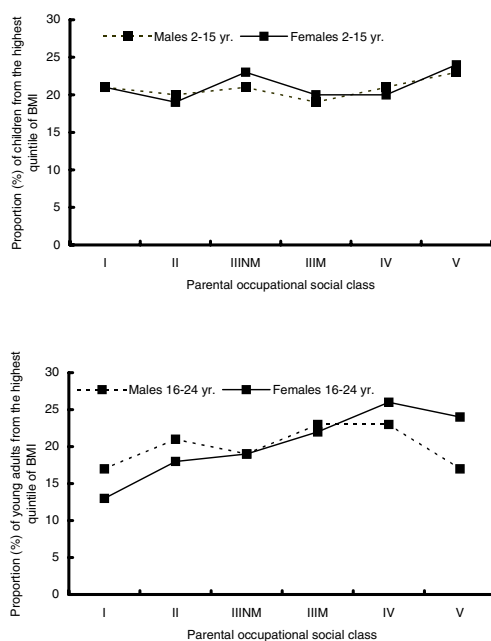 Proportion (%) of children from the highest
quintile of BMI
30
25
20
15
10
5
0
Males 2-15 yr. Females 2-15 yr.
I II IIINM IIIM IV V
Parental occupational social class
Proportion (%) of young adults from the highest
quintile of BMI
30
25
20
15
10
5
0
Males 16-24 yr. Females 16-24 yr.
I II IIINM IIIM IV V
Parental occupational social class